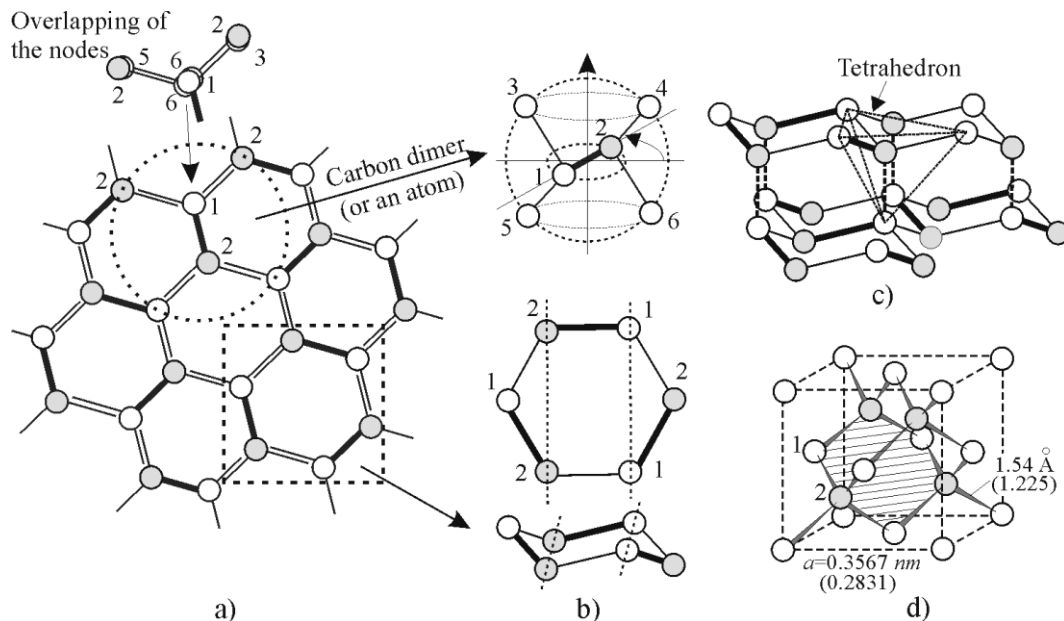 Overlapping of
the nodes
2
5
6
2
3
1
2
6
2
2
1
2
Carbon dimer
(or an atom)
a)
3
4
2
1
5
6
2
1
1
2
2
1
b)
Tetrahedron
c)
1
2
1.54 Å
(1.225)
a=0.3567 nm
(0.2831)
d)